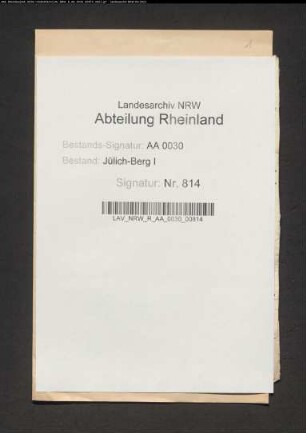 Landesarchiv NRW
Abteilung Rheinland
Bestands-Signatur: AA 0030
Bestand: Jülich-Berg I
Signatur: Nr. 814
LAV_NRW_R_AA_0030_00814